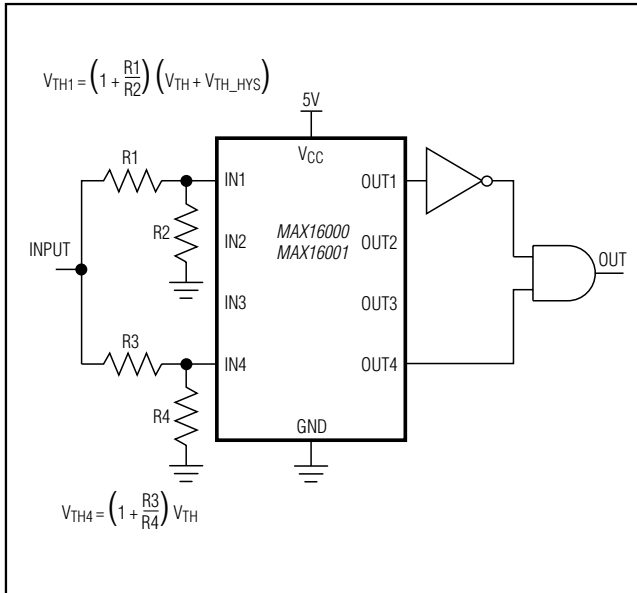 VTH1 = (1 + R1/R2) (VTH + VTH_HYS)
5V
VCC
R1
IN1
OUT1
R2
MAX16000
MAX16001
IN2
OUT2
INPUT
OUT
IN3
OUT3
R3
IN4
OUT4
R4
GND
VTH4 = (1 + R3/R4) VTH